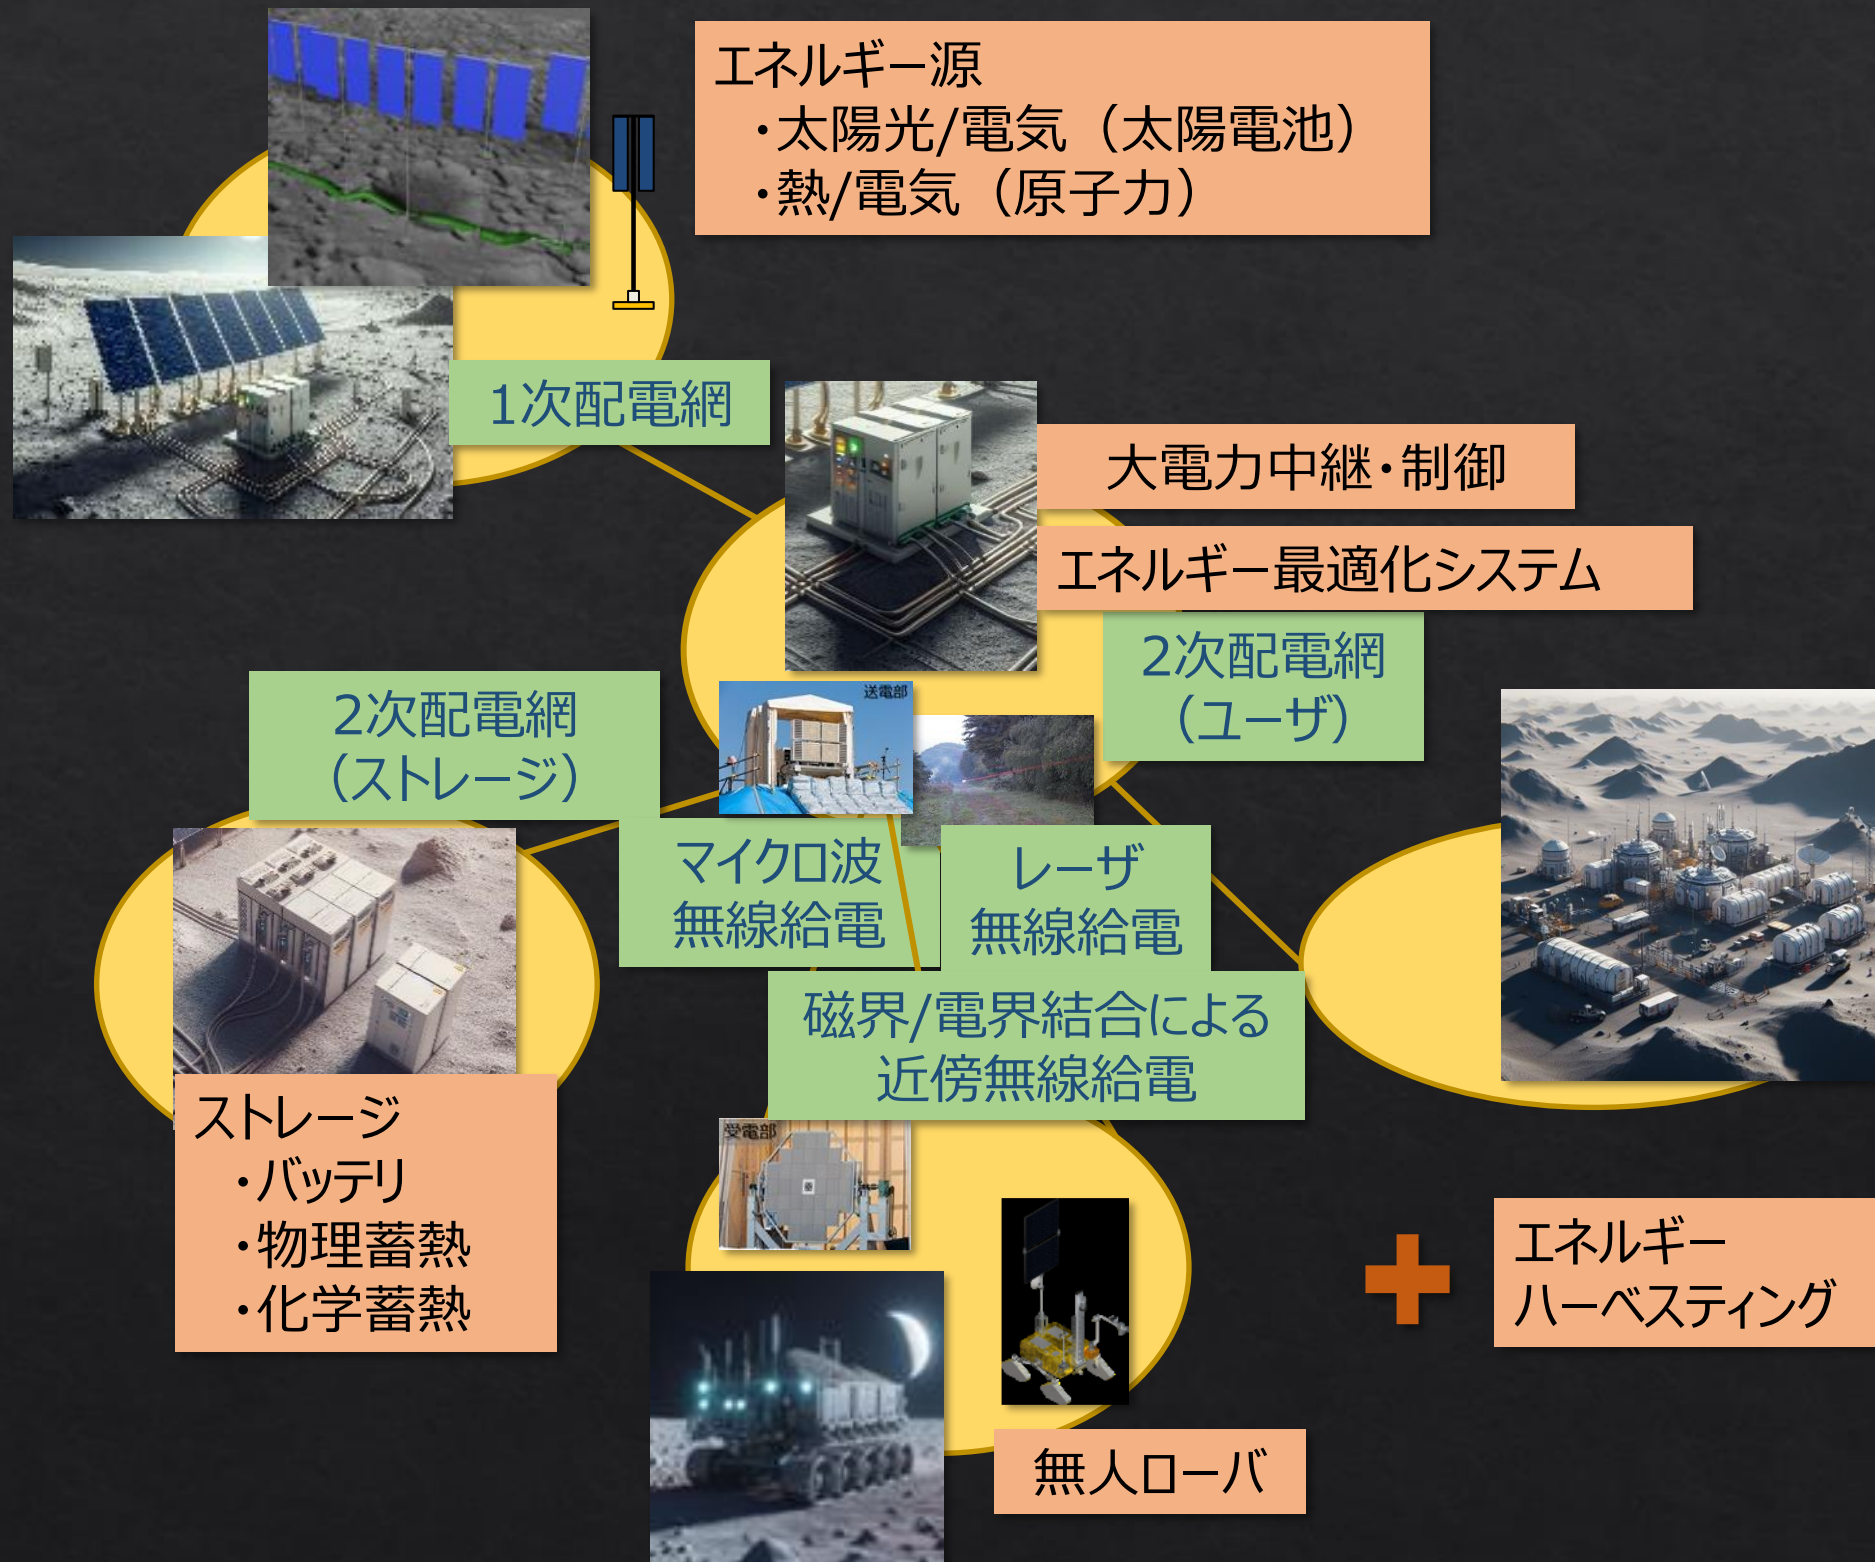 エネルギー源
・太陽光/電気（太陽電池）
・熱/電気（原子力）
1次配電網
大電力中継・制御
エネルギー最適化システム
2次配電網
（ユーザ）
2次配電網
（ストレージ）
送電部
マイクロ波
無線給電
レーザ
無線給電
磁界/電界結合による
近傍無線給電
ストレージ
・バッテリ
・物理蓄熱
・化学蓄熱
受電部
エネルギー
ハーベスティング
無人ローバ